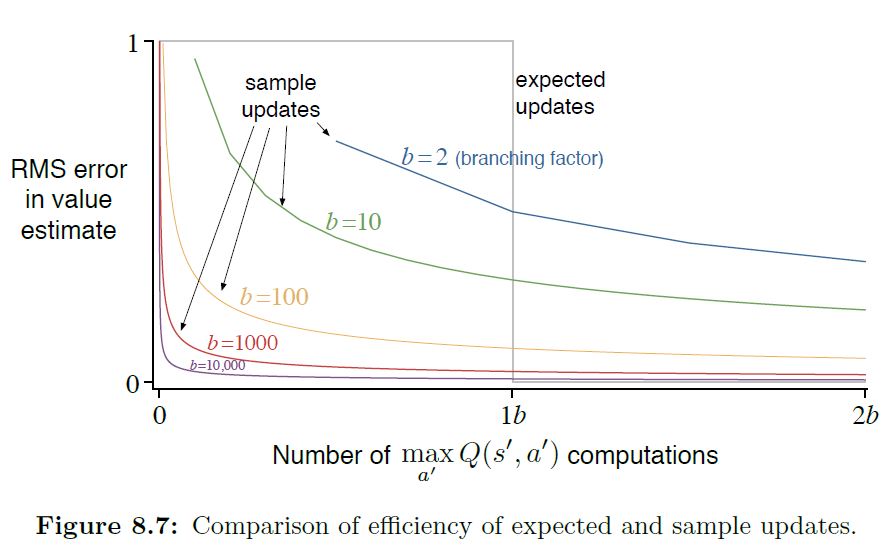 1
sample
updates
expected
updates
RMS error
in value
estimate
b=2 (branching factor)
b=10
b=100
b=1000
b=10,000
0
0
1b
2b
Number of max Q(s′, a′) computations
a′
Figure 8.7: Comparison of efficiency of expected and sample updates.